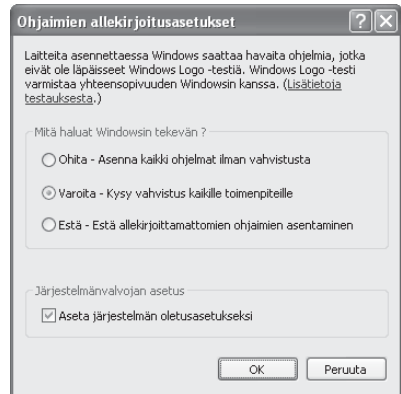 Ohjaimien allekirjoitusasetukset
Laitteita asennettaessa Windows saattaa havaita ohjelmia, jotka
eivät ole läpäisseet Windows Logo -testiä. Windows Logo -testi
varmistaa yhteensopivuuden Windowsin kanssa. (Lisätietoja
testauksesta.)
Mitä haluat Windowsin tekevän ?
Ohita - Asenna kaikki ohjelmat ilman vahvistusta
Varoita - Kysy vahvistus kaikille toimenpiteille
Estä - Estä allekirjoittamattomien ohjaimien asentaminen
Järjestelmänvalvojan asetus
Aseta järjestelmän oletusasetukseksi
OK Peruuta